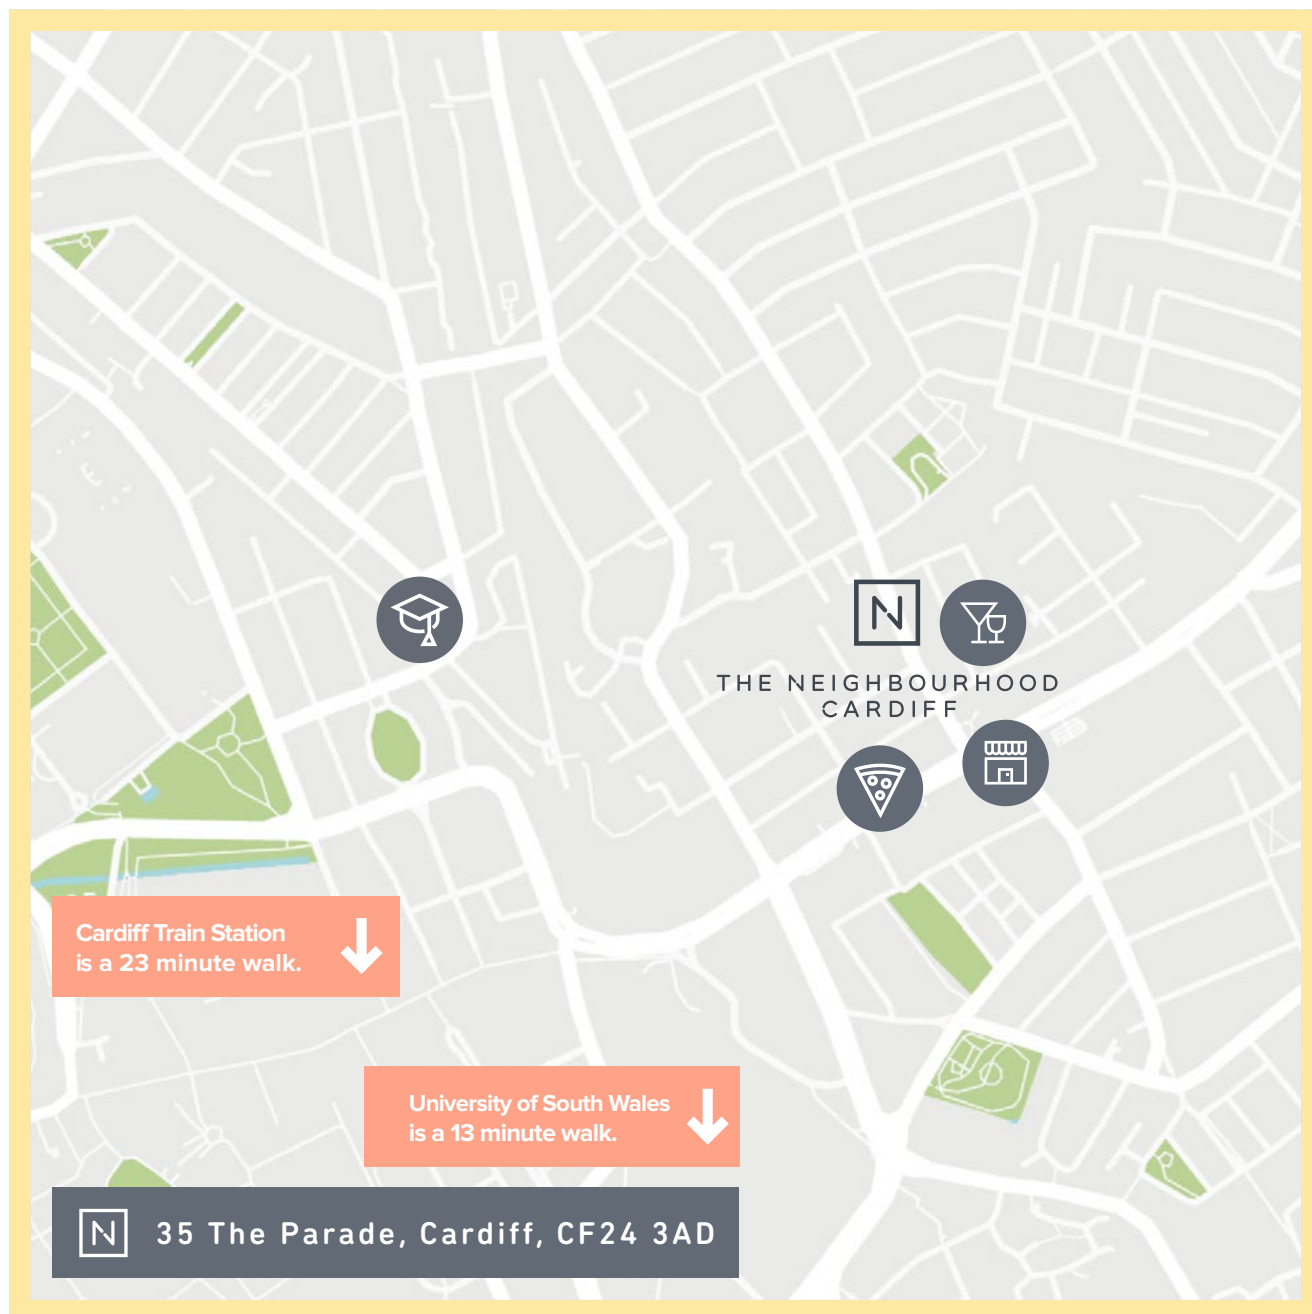 N
THE NEIGHBOURHOOD
CARDIFF
Cardiff Train Station
is a 23 minute walk.
University of South Wales
is a 13 minute walk.
N 35 The Parade, Cardiff, CF24 3AD